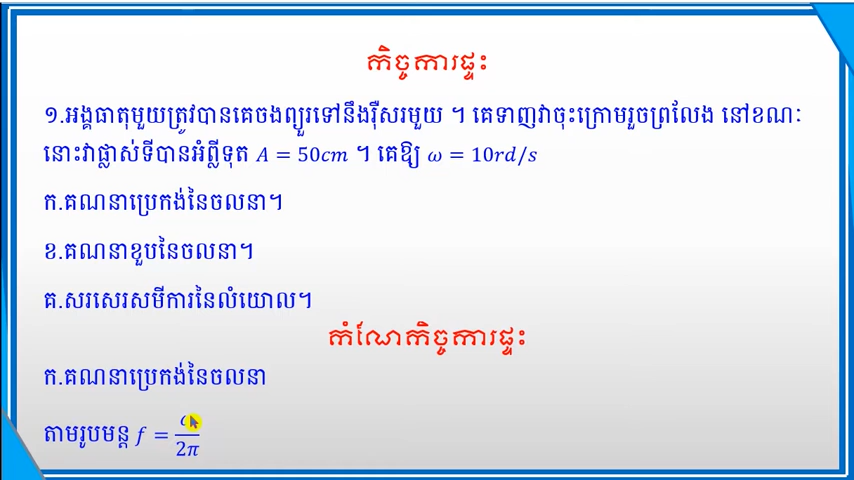 កិច្ចការផ្ទះ
១.អង្គធាតុមួយត្រូវបានគេចងព្យួរទៅនឹងរ៉ឺសរមួយ ។ គេទាញវាចុះក្រោមរួចព្រលែង នៅខណៈ
នោះវាផ្លាស់ទីបានអំព្លីទុត A = 50cm ។ គេឱ្យ ω = 10rd/s
ក.គណនាប្រេកង់នៃចលនា។
ខ.គណនាខួបនៃចលនា។
គ.សរសេរសមីការនៃលំយោល។
កំណែកិច្ចការផ្ទះ
ក.គណនាប្រេកង់នៃចលនា
តាមរូបមន្ត f = /2π